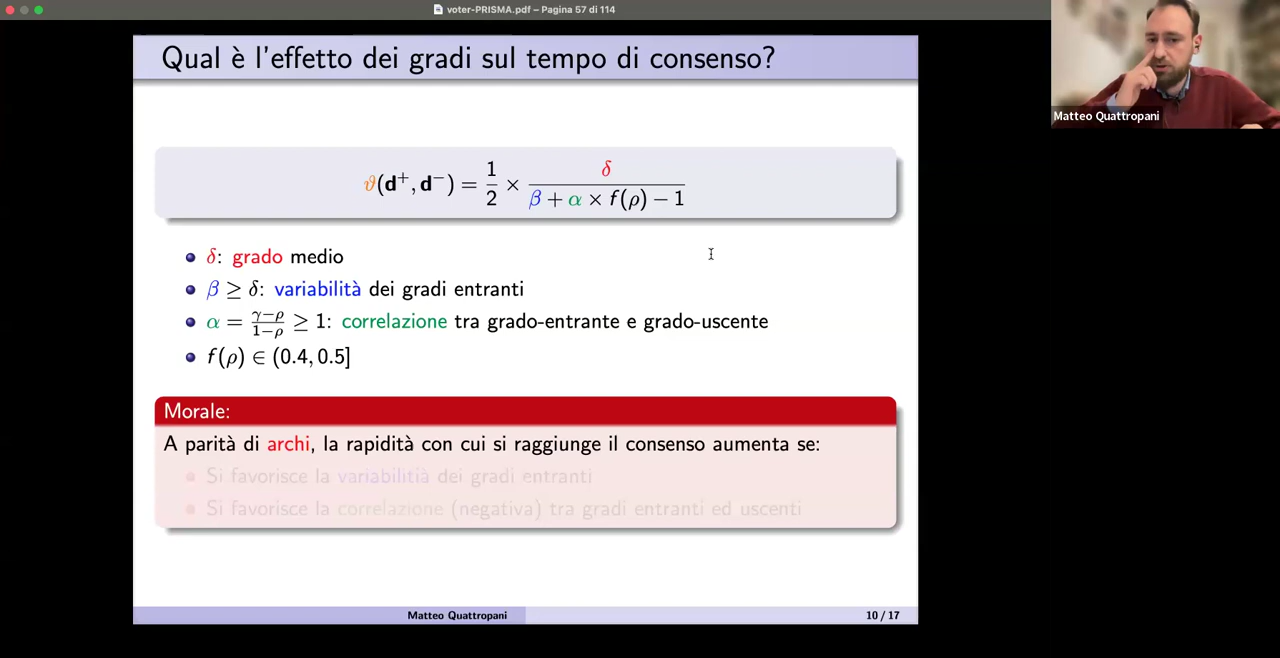 voter-PRISMA.pdf – Pagina 57 di 114
Matteo Quattropani
Qual è l'effetto dei gradi sul tempo di consenso?
ϑ(d⁺, d⁻) = 1/2 × δ / (β + α × f(ρ) − 1)
δ: grado medio
β ≥ δ: variabilità dei gradi entranti
α = (γ−ρ)/(1−ρ) ≥ 1: correlazione tra grado-entrante e grado-uscente
f(ρ) ∈ (0.4, 0.5]
Morale:
A parità di archi, la rapidità con cui si raggiunge il consenso aumenta se:
Si favorisce la variabilitià dei gradi entranti
Si favorisce la correlazione (negativa) tra gradi entranti ed uscenti
Matteo Quattropani
10 / 17